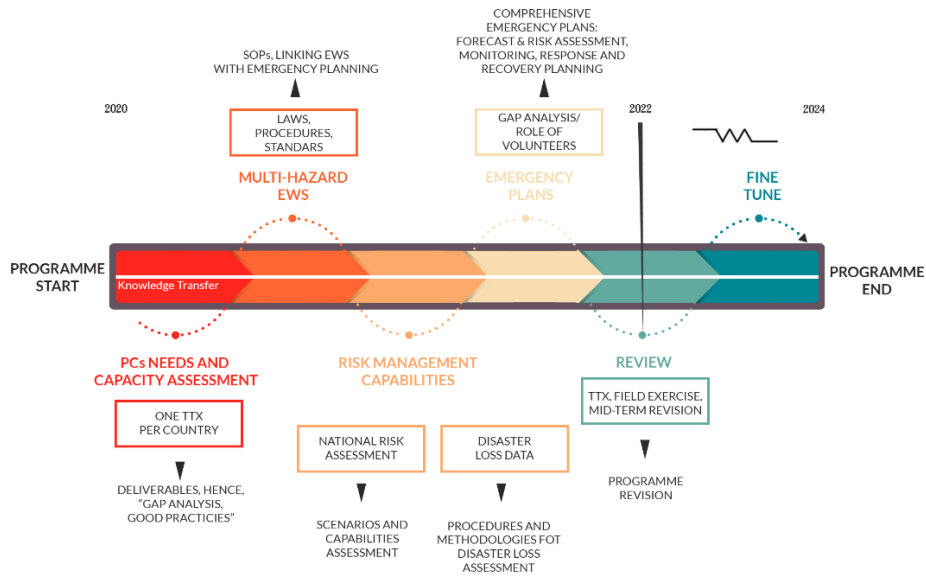 COMPREHENSIVE
EMERGENCY PLANS:
FORECAST & RISK ASSESSMENT,
MONITORING, RESPONSE AND
RECOVERY PLANNING
SOPs, LINKING EWS
WITH EMERGENCY PLANNING
2020
2022
2024
LAWS,
PROCEDURES,
STANDARS
GAP ANALYSIS/
ROLE OF
VOLUNTEERS
MULTI-HAZARD
EWS
EMERGENCY
PLANS
FINE
TUNE
PROGRAMME
START
Knowledge Transfer
PROGRAMME
END
PCs NEEDS AND
CAPACITY ASSESSMENT
RISK MANAGEMENT
CAPABILITIES
REVIEW
ONE TTX
PER COUNTRY
TTX, FIELD EXERCISE,
MID-TERM REVISION
NATIONAL RISK
ASSESSMENT
DISASTER
LOSS DATA
DELIVERABLES, HENCE,
“GAP ANALYSIS,
GOOD PRACTICIES”
PROGRAMME
REVISION
SCENARIOS AND
CAPABILITIES
ASSESSMENT
PROCEDURES AND
METHODOLOGIES FOT
DISASTER LOSS
ASSESSMENT